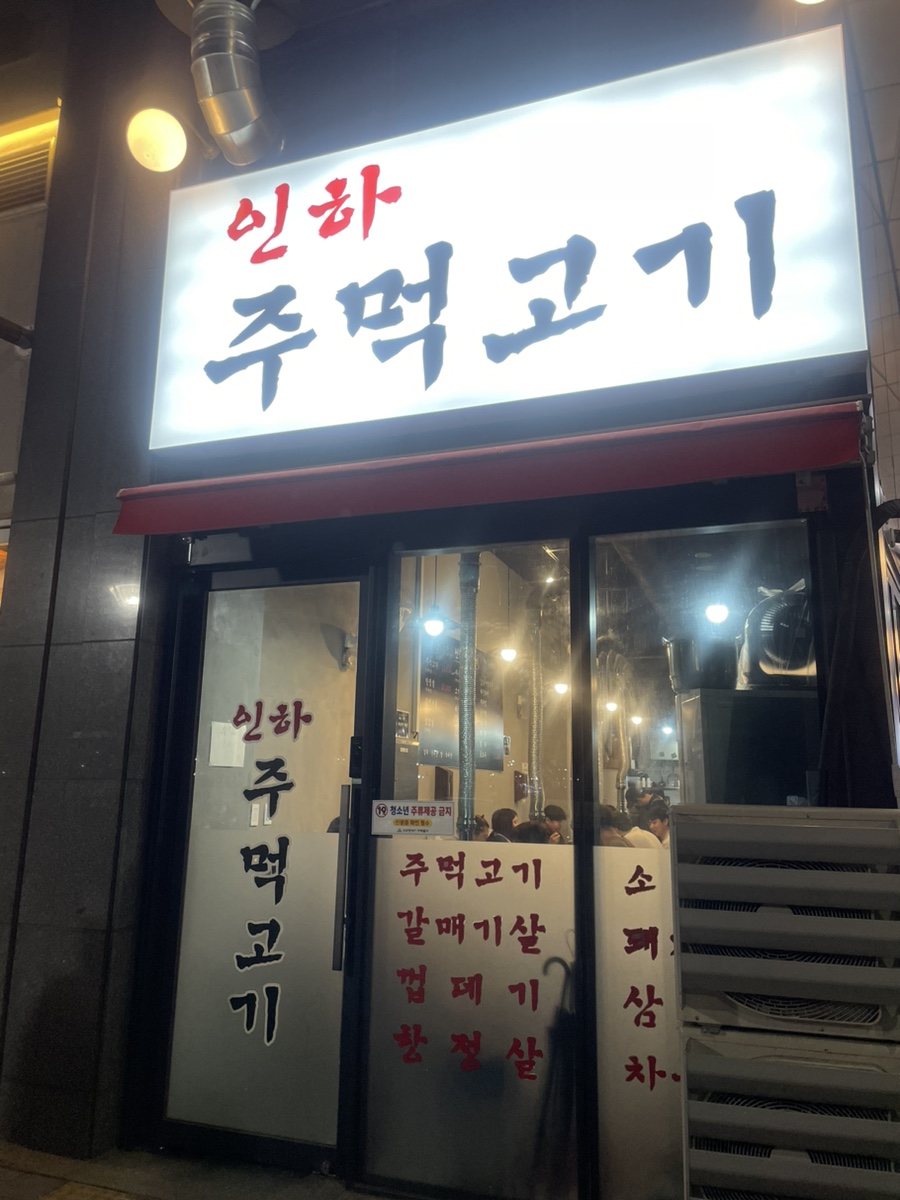 인하
주먹고기
인하
주먹고기
19 청소년 주류제공 금지
주먹고기
갈매기살
껍데기
항정살
소
돼
삼
차